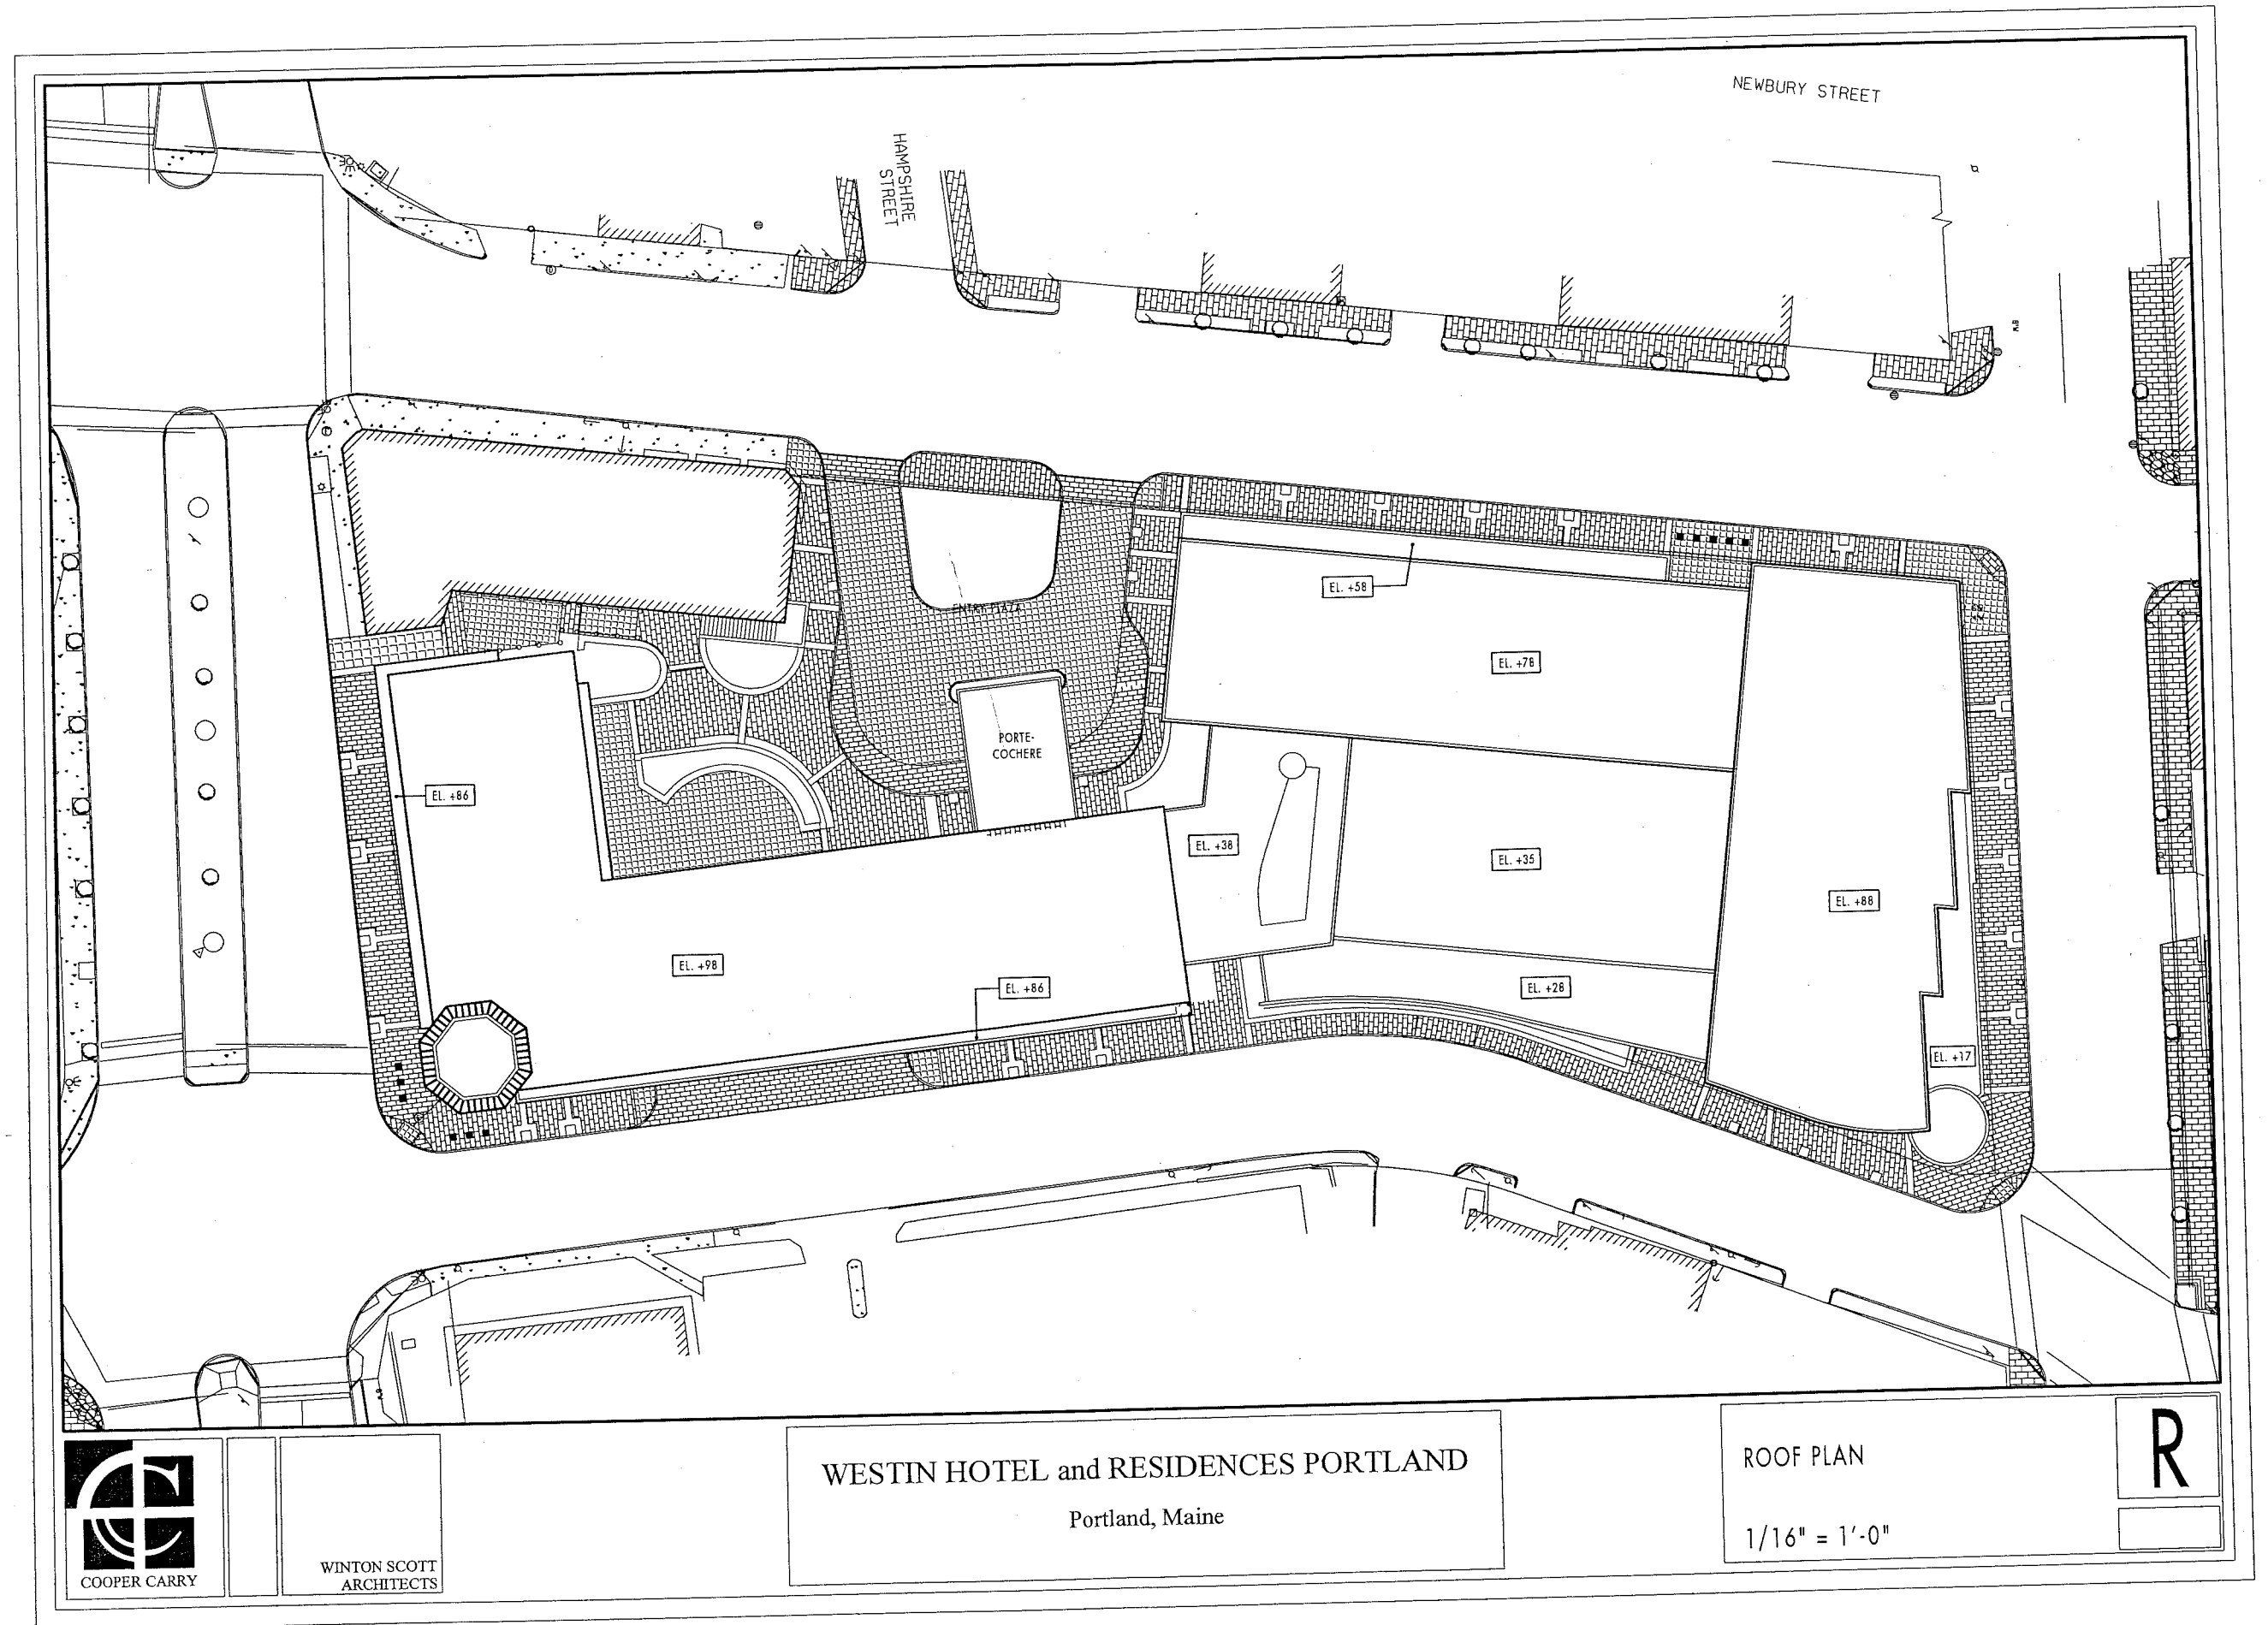 NEWBURY STREET
HAMPSHIRE
STREET
ENTRY PLAZA
EL. +58
EL. +78
PORTE-
COCHERE
EL. +86
EL. +38
EL. +35
EL. +88
EL. +98
EL. +86
EL. +28
EL. +17
COOPER CARRY
WINTON SCOTT
ARCHITECTS
WESTIN HOTEL and RESIDENCES PORTLAND
Portland, Maine
ROOF PLAN
1/16" = 1'-0"
R